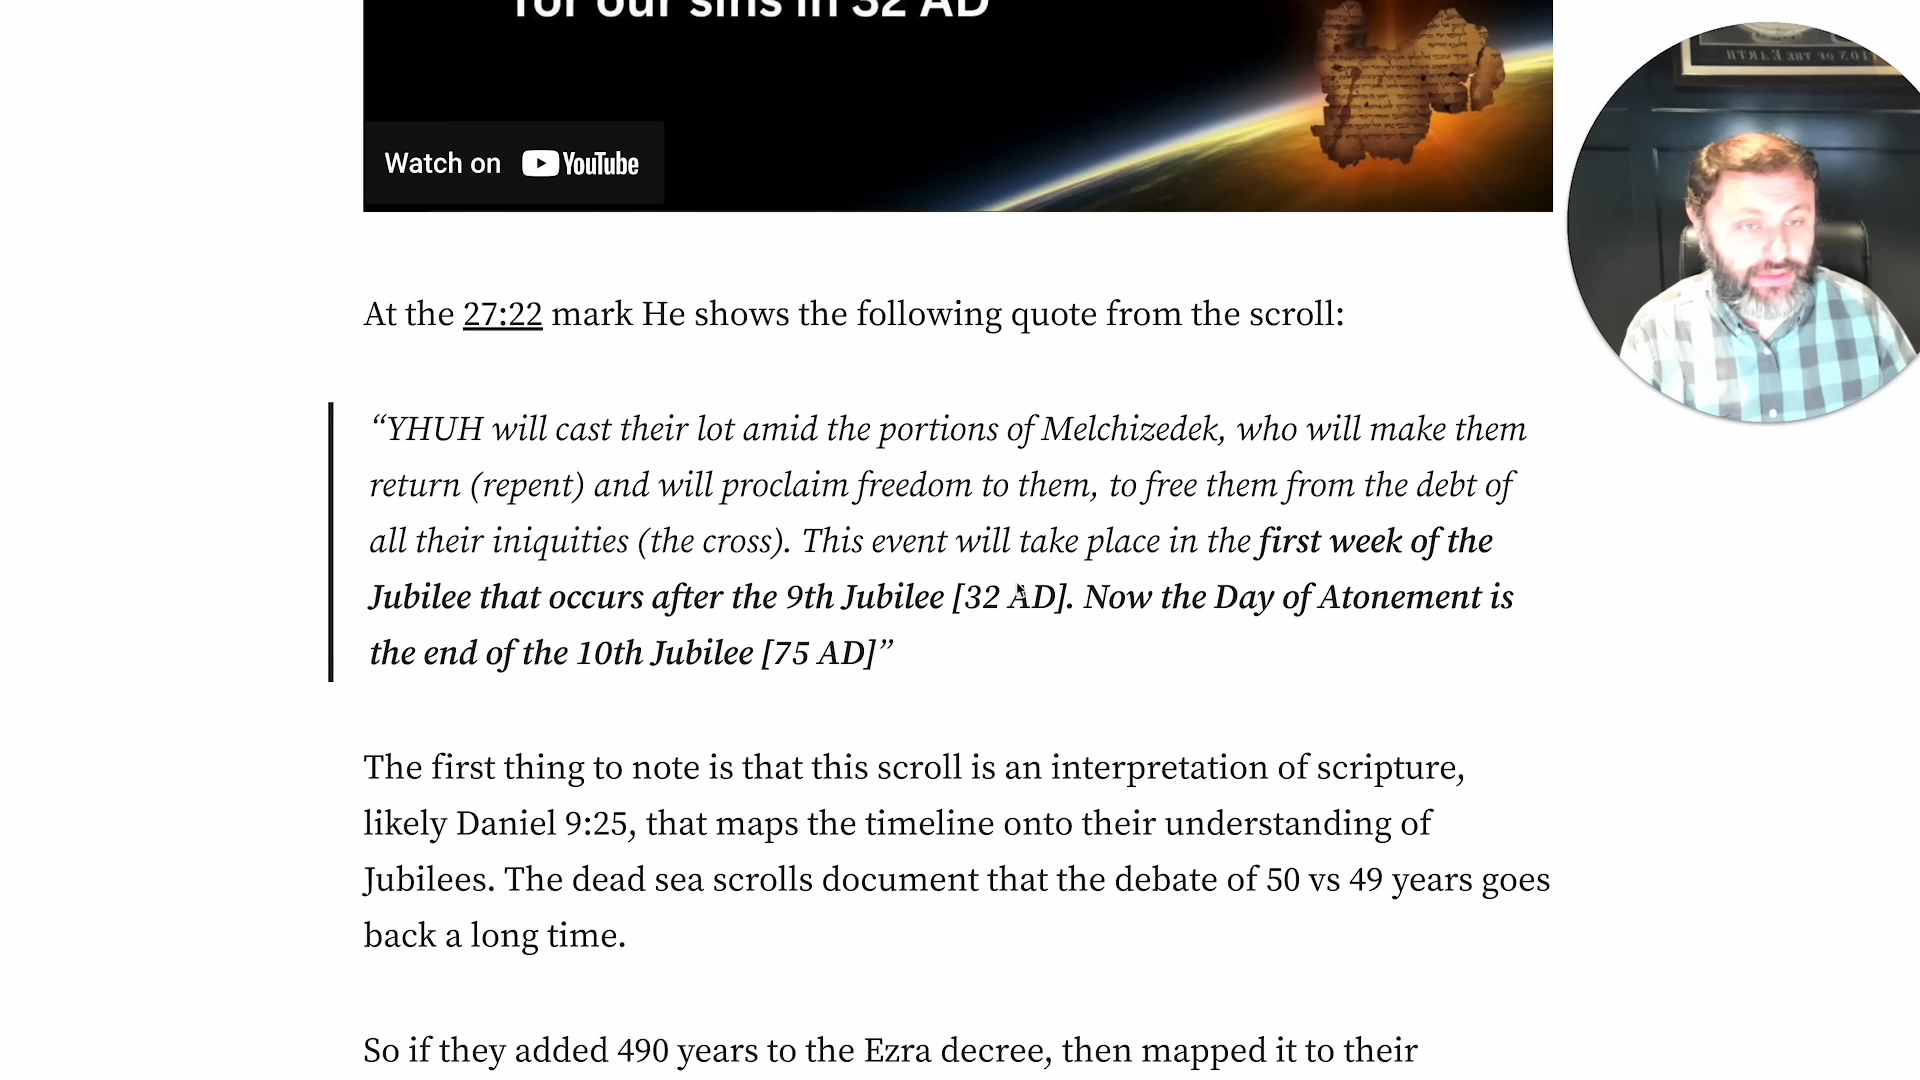 for our sins in 32 AD
Watch on YouTube
At the 27:22 mark He shows the following quote from the scroll:
“YHUH will cast their lot amid the portions of Melchizedek, who will make them
return (repent) and will proclaim freedom to them, to free them from the debt of
all their iniquities (the cross). This event will take place in the first week of the
Jubilee that occurs after the 9th Jubilee [32 AD]. Now the Day of Atonement is
the end of the 10th Jubilee [75 AD]”
The first thing to note is that this scroll is an interpretation of scripture,
likely Daniel 9:25, that maps the timeline onto their understanding of
Jubilees. The dead sea scrolls document that the debate of 50 vs 49 years goes
back a long time.
So if they added 490 years to the Ezra decree, then mapped it to their